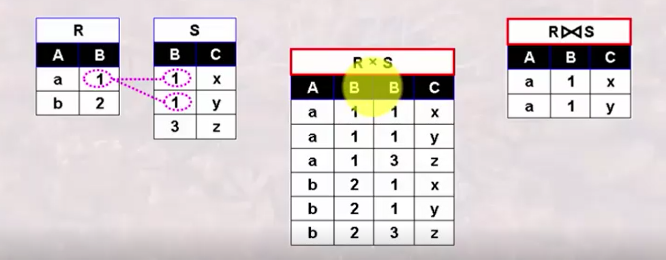 R
A B
a 1
b 2
S
B C
1 x
1 y
3 z
R × S
A B B C
a 1 1 x
a 1 1 y
a 1 3 z
b 2 1 x
b 2 1 y
b 2 3 z
R⋈S
A B C
a 1 x
a 1 y